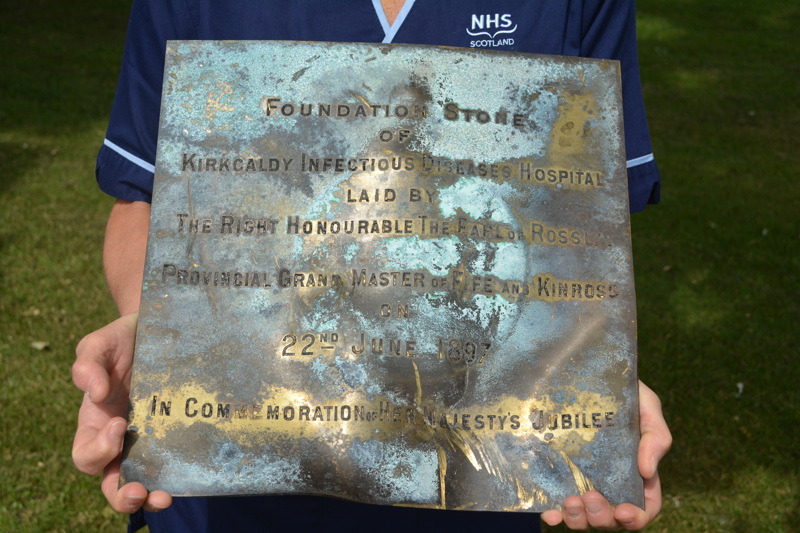 NHS
SCOTLAND
FOUNDATION STONE
OF
KIRKCALDY INFECTIOUS DISEASES HOSPITAL
LAID BY
THE RIGHT HONOURABLE THE EARL OF
PROVINCIAL GRAND MASTER OF FIFE AND KINROSS
ON
22ND JUNE 1897
IN COMMEMORATION OF HER MAJESTY'S JUBILEE